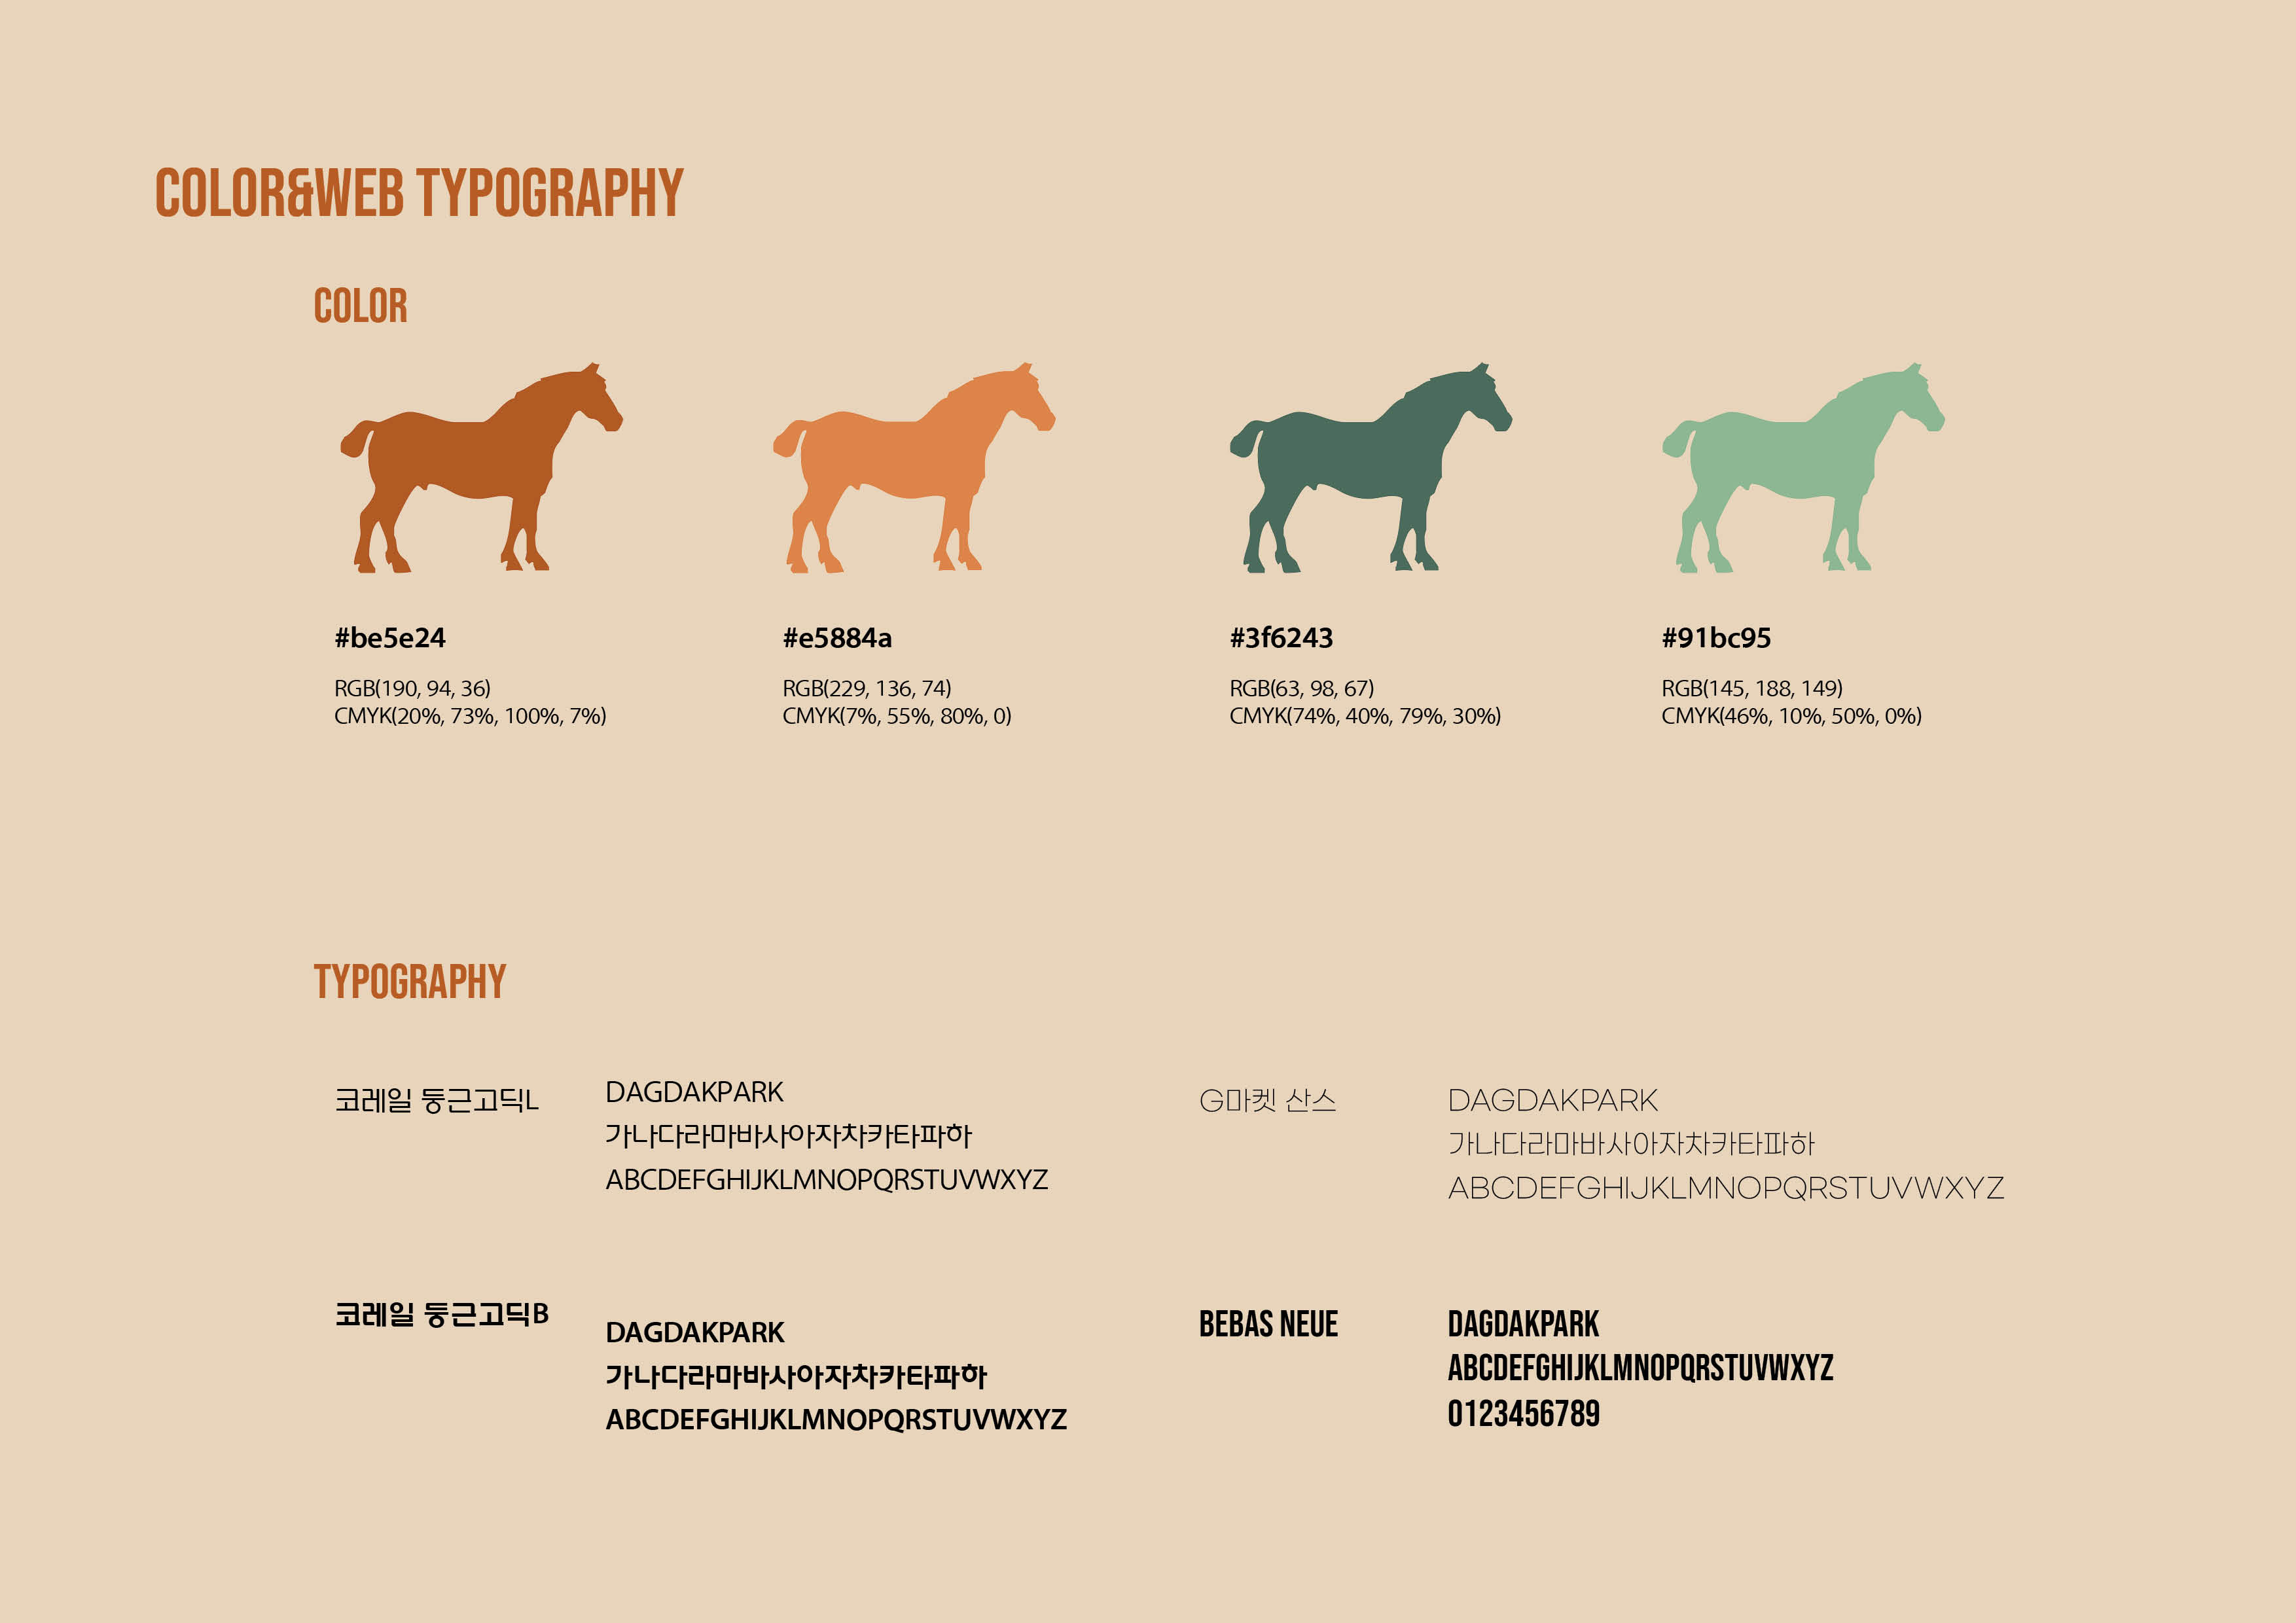 COLOR&WEB TYPOGRAPHY
COLOR
#be5e24
RGB(190, 94, 36)
CMYK(20%, 73%, 100%, 7%)
#e5884a
RGB(229, 136, 74)
CMYK(7%, 55%, 80%, 0)
#3f6243
RGB(63, 98, 67)
CMYK(74%, 40%, 79%, 30%)
#91bc95
RGB(145, 188, 149)
CMYK(46%, 10%, 50%, 0%)
TYPOGRAPHY
코레일 둥근고딕L
DAGDAKPARK
가나다라마바사아자차카타파하
ABCDEFGHIJKLMNOPQRSTUVWXYZ
G마켓 산스
DAGDAKPARK
가나다라마바사아자차카타파하
ABCDEFGHIJKLMNOPQRSTUVWXYZ
코레일 둥근고딕B
DAGDAKPARK
가나다라마바사아자차카타파하
ABCDEFGHIJKLMNOPQRSTUVWXYZ
BEBAS NEUE
DAGDAKPARK
ABCDEFGHIJKLMNOPQRSTUVWXYZ
0123456789